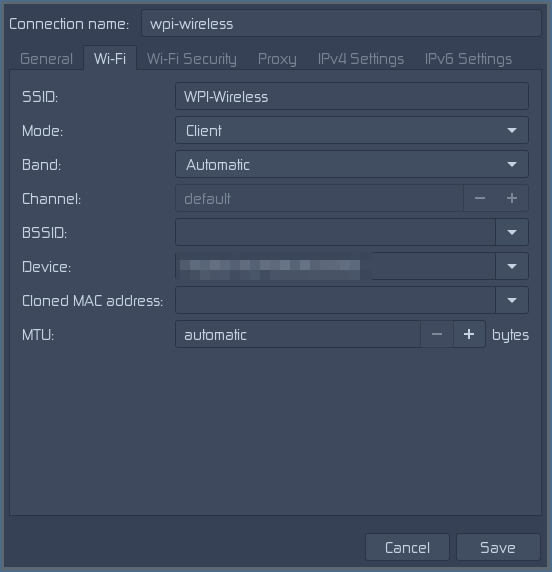 Connection name: wpi-wireless
General Wi-Fi Wi-Fi Security Proxy IPv4 Settings IPv6 Settings
SSID: WPI-Wireless
Mode: Client
Band: Automatic
Channel: default
BSSID:
Device:
Cloned MAC address:
MTU: automatic bytes
Cancel Save